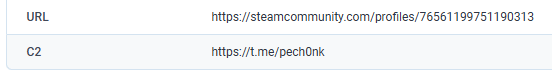 URL https://steamcommunity.com/profiles/76561199751190313
C2 https://t.me/pech0nk